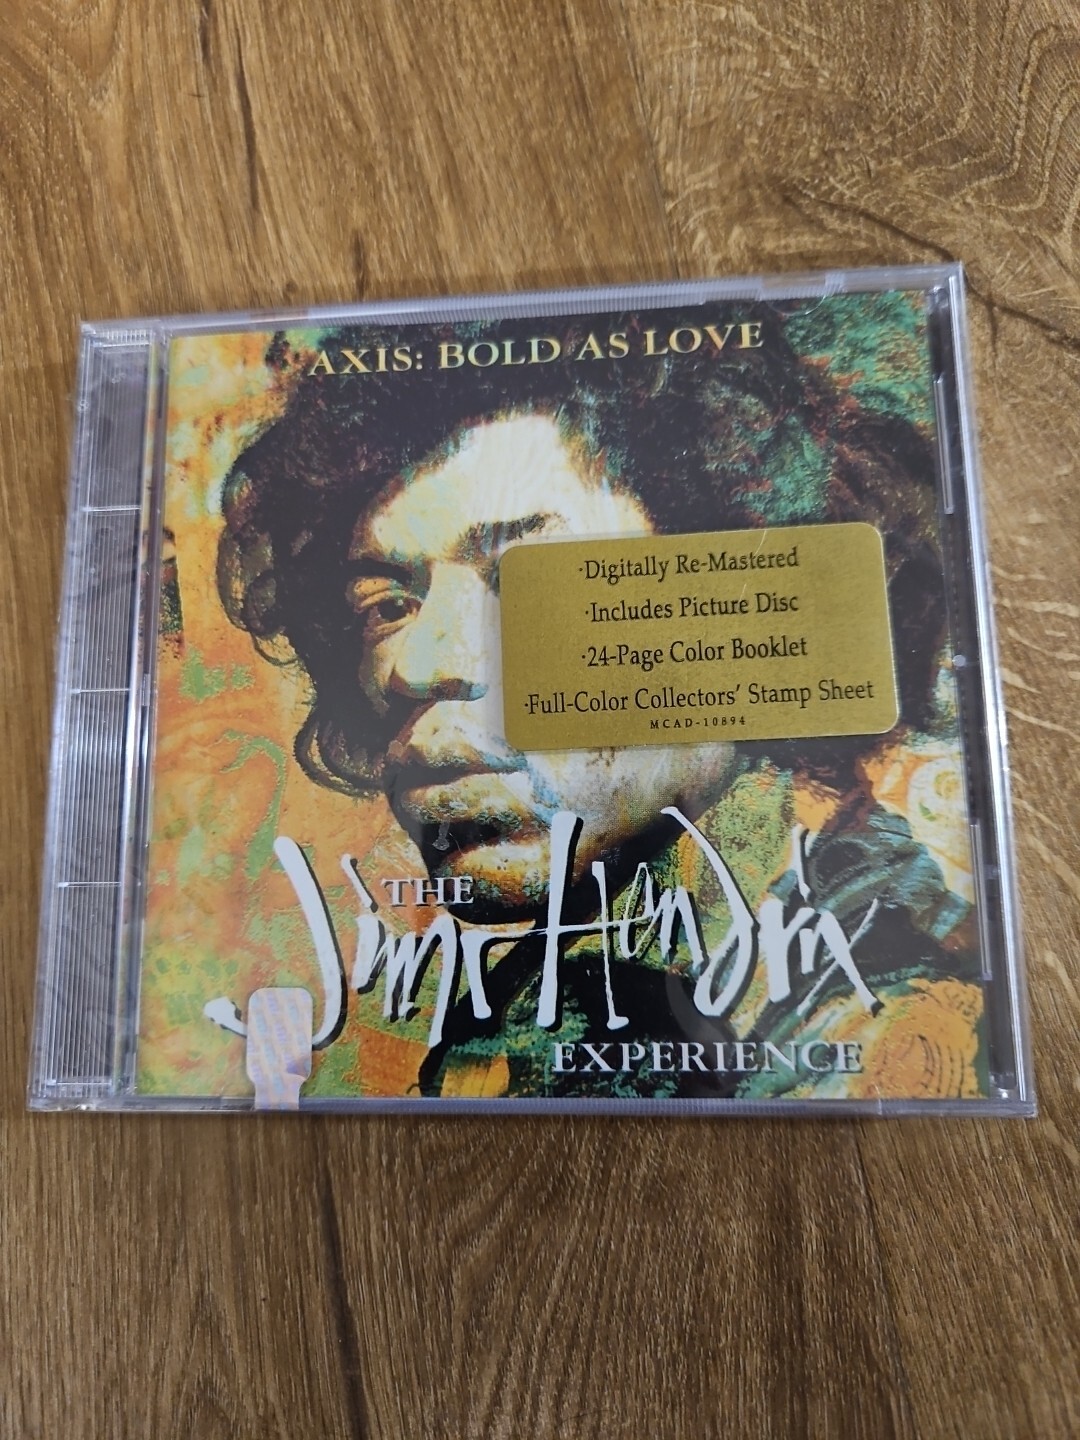 AXIS: BOLD AS LOVE
·Digitally Re-Mastered
·Includes Picture Disc
·24-Page Color Booklet
·Full-Color Collectors' Stamp Sheet
MCAD-10894
THE
Jimi Hendrix
EXPERIENCE